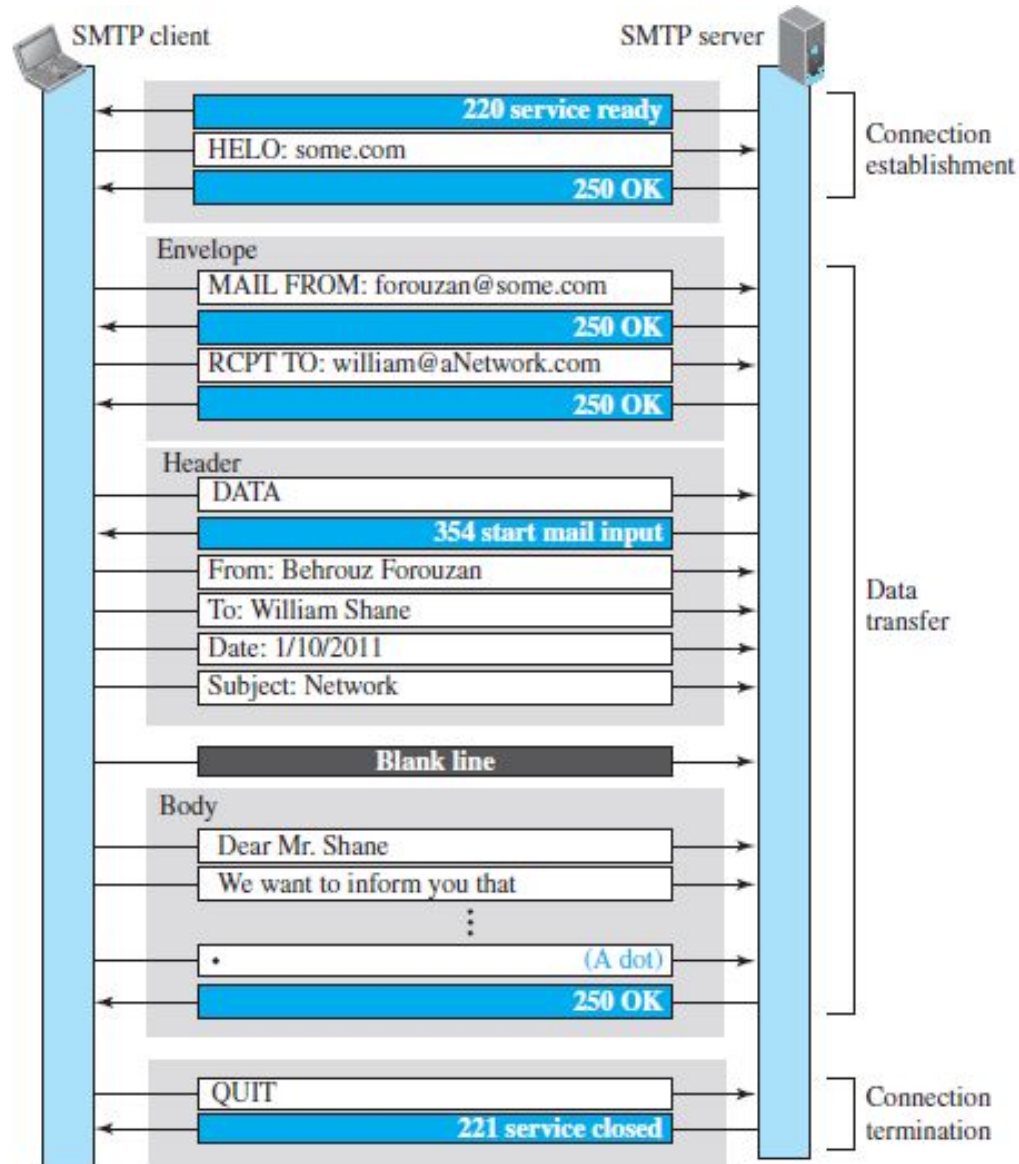 SMTP client
SMTP server
220 service ready
HELO: some.com
250 OK
Connection
establishment
Envelope
MAIL FROM: forouzan@some.com
250 OK
RCPT TO: william@aNetwork.com
250 OK
Header
DATA
354 start mail input
From: Behrouz Forouzan
To: William Shane
Date: 1/10/2011
Subject: Network
Data
transfer
Blank line
Body
Dear Mr. Shane
We want to inform you that
⋮
• (A dot)
250 OK
QUIT
221 service closed
Connection
termination